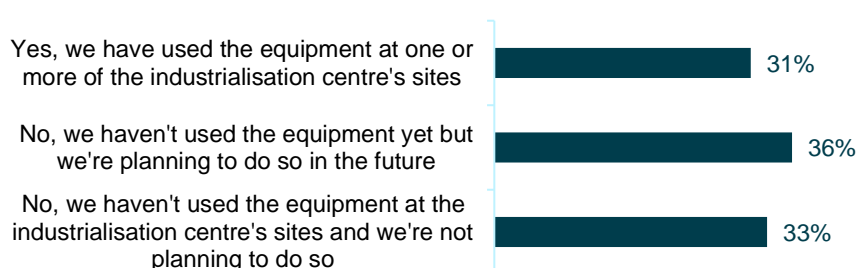 Yes, we have used the equipment at one or
more of the industrialisation centre's sites
31%
No, we haven't used the equipment yet but
we're planning to do so in the future
36%
No, we haven't used the equipment at the
industrialisation centre's sites and we're not
planning to do so
33%